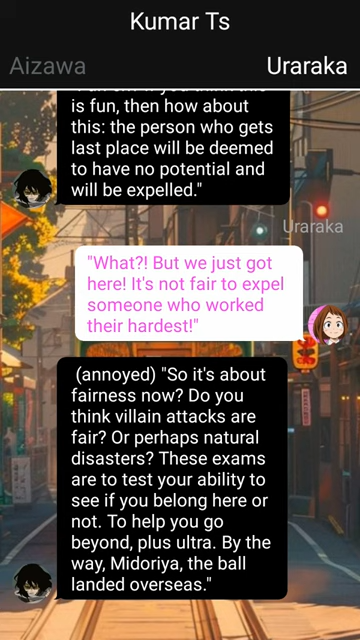 Kumar Ts
Aizawa
Uraraka
is fun, then how about
this: the person who gets
last place will be deemed
to have no potential and
will be expelled."
Uraraka
"What?! But we just got
here! It's not fair to expel
someone who worked
their hardest!"
(annoyed) "So it's about
fairness now? Do you
think villain attacks are
fair? Or perhaps natural
disasters? These exams
are to test your ability to
see if you belong here or
not. To help you go
beyond, plus ultra. By the
way, Midoriya, the ball
landed overseas."